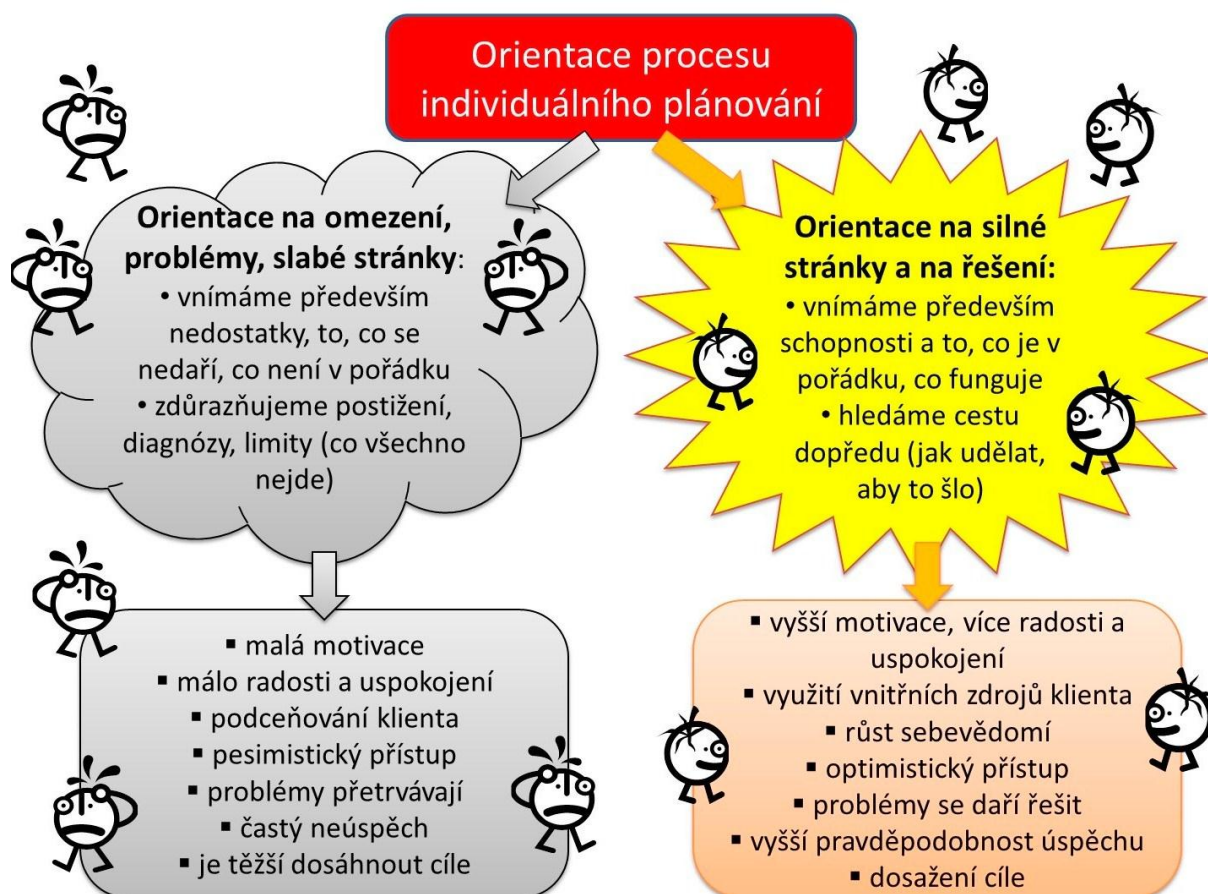 Orientace procesu
individuálního plánování
Orientace na omezení,
problémy, slabé stránky:
• vnímáme především
nedostatky, to, co se
nedaří, co není v pořádku
• zdůrazňujeme postižení,
diagnózy, limity (co všechno
nejde)
Orientace na silné
stránky a na řešení:
• vnímáme především
schopnosti a to, co je v
pořádku, co funguje
• hledáme cestu
dopředu (jak udělat,
aby to šlo)
▪ malá motivace
▪ málo radosti a uspokojení
▪ podceňování klienta
▪ pesimistický přístup
▪ problémy přetrvávají
▪ častý neúspěch
▪ je těžší dosáhnout cíle
▪ vyšší motivace, více radosti a
uspokojení
▪ využití vnitřních zdrojů klienta
▪ růst sebevědomí
▪ optimistický přístup
▪ problémy se daří řešit
▪ vyšší pravděpodobnost úspěchu
▪ dosažení cíle